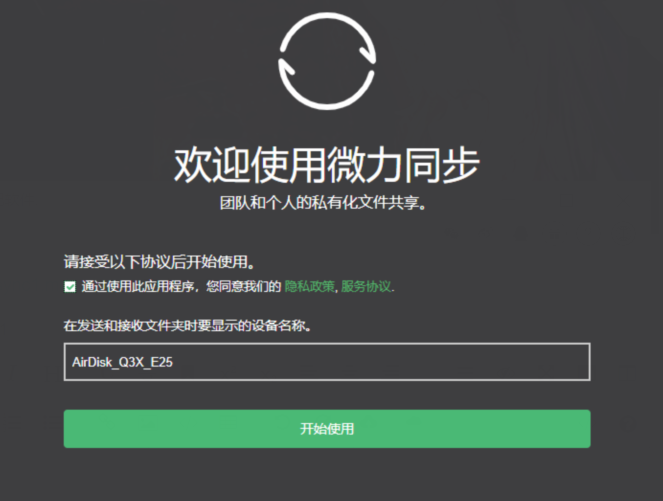 欢迎使用微力同步
团队和个人的私有化文件共享。
请接受以下协议后开始使用。
通过使用此应用程序，您同意我们的 隐私政策, 服务协议.
在发送和接收文件夹时要显示的设备名称。
AirDisk_Q3X_E25
开始使用